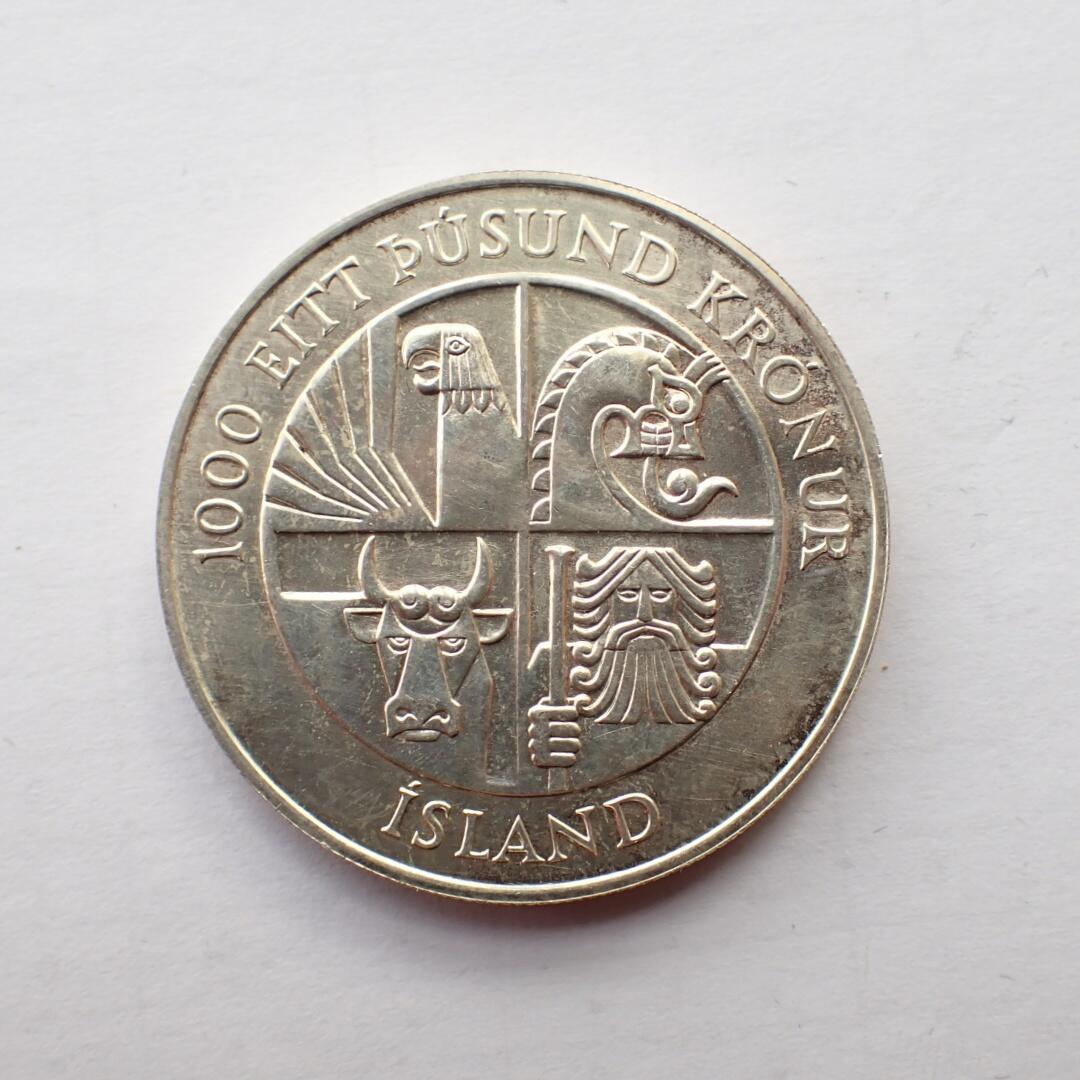 1000 EITT ÞÚSUND KRÓNUR
ÍSLAND